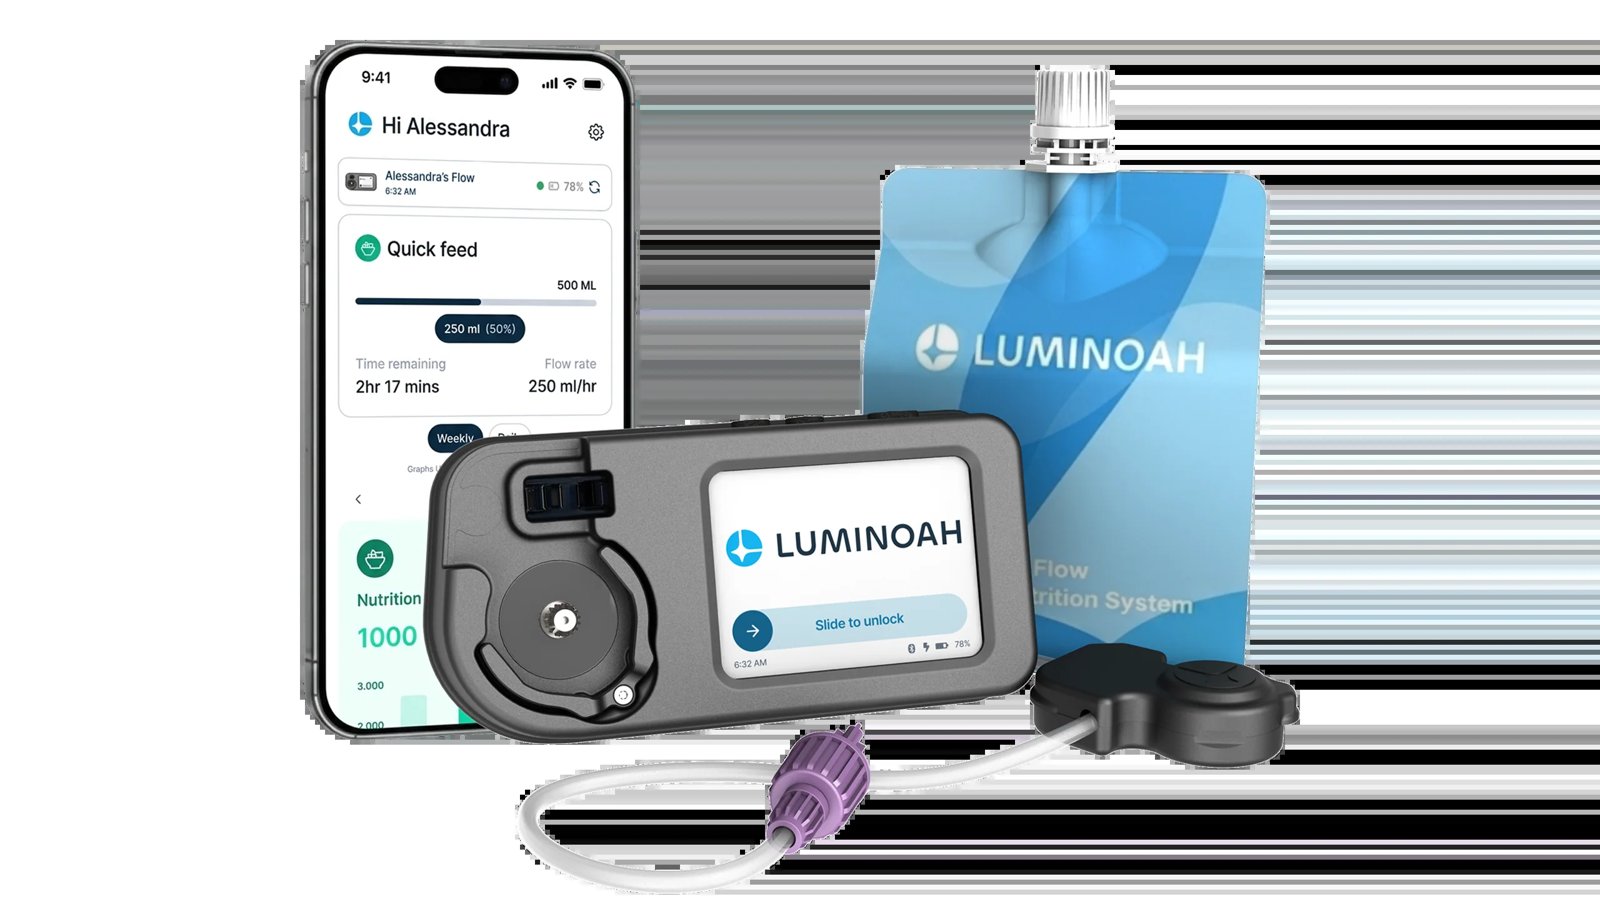 9:41
Hi Alessandra
Alessandra's Flow
6:32 AM
78%
Quick feed
500 ML
250 ml (50%)
Time remaining
Flow rate
2hr 17 mins
250 ml/hr
Weekly
Graphs
Nutrition
1000
3.000
2.000
LUMINOAH
Slide to unlock
6:32 AM
78%
LUMINOAH
Flow
trition System